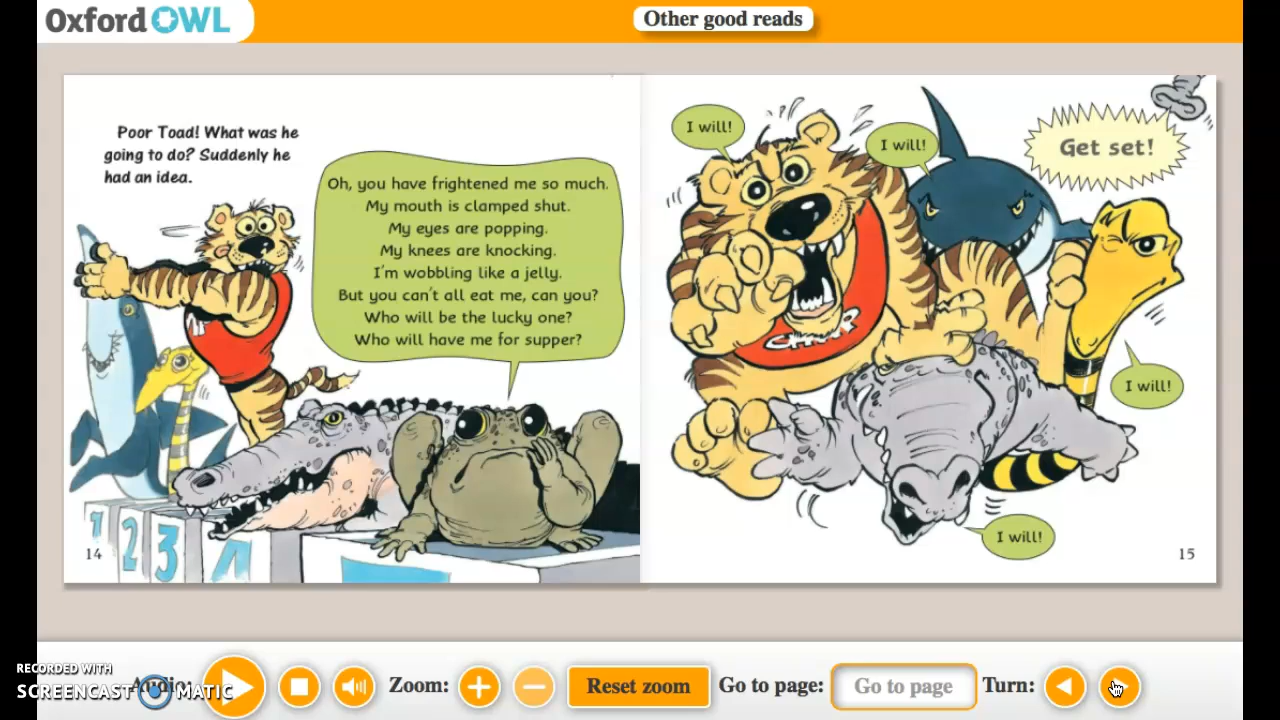 Oxford OWL
Other good reads
Poor Toad! What was he
going to do? Suddenly he
had an idea.
Oh, you have frightened me so much.
My mouth is clamped shut.
My eyes are popping.
My knees are knocking.
I'm wobbling like a jelly.
But you can't all eat me, can you?
Who will be the lucky one?
Who will have me for supper?
1 2 3 4
14
I will!
I will!
Get set!
CHOMP
I will!
I will!
15
RECORDED WITH
SCREENCAST MATIC
Audio:
Zoom:
Reset zoom
Go to page:
Go to page
Turn: